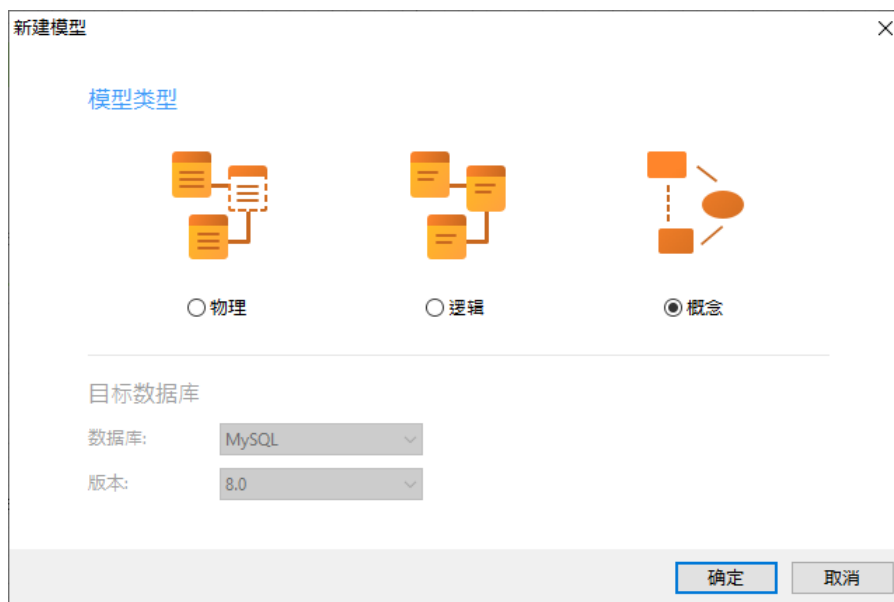 新建模型
模型类型
物理
逻辑
概念
目标数据库
数据库: MySQL
版本: 8.0
确定 取消